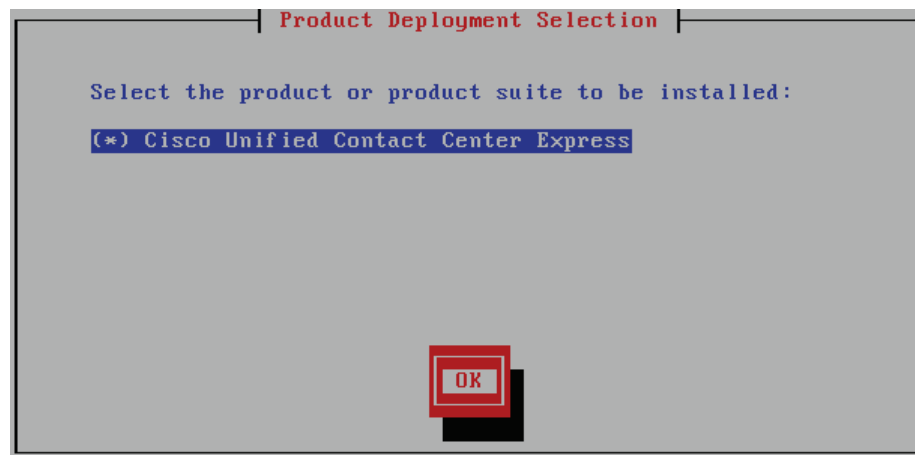 Product Deployment Selection
Select the product or product suite to be installed:
(*) Cisco Unified Contact Center Express
OK